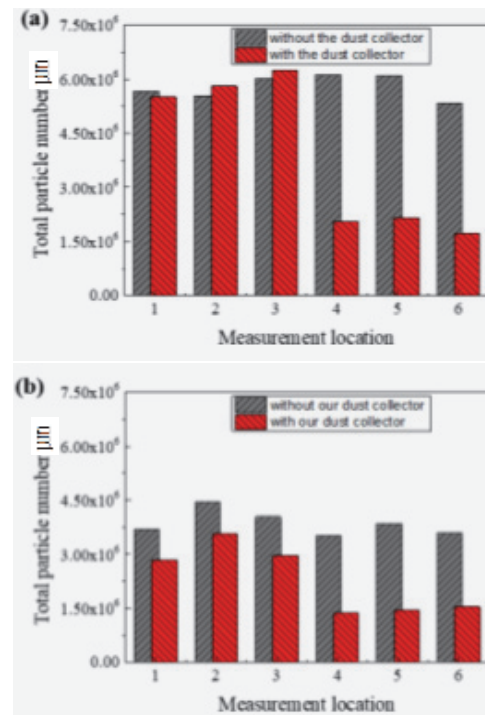 (a)
without the dust collector
with the dust collector
Total particle number μm
7.50x10⁶
6.00x10⁶
4.50x10⁶
3.00x10⁶
1.50x10⁶
0.00
1 2 3 4 5 6
Measurement location
(b)
without our dust collector
with our dust collector
Total particle number μm
7.50x10⁶
6.00x10⁶
4.50x10⁶
3.00x10⁶
1.50x10⁶
0.00
1 2 3 4 5 6
Measurement location